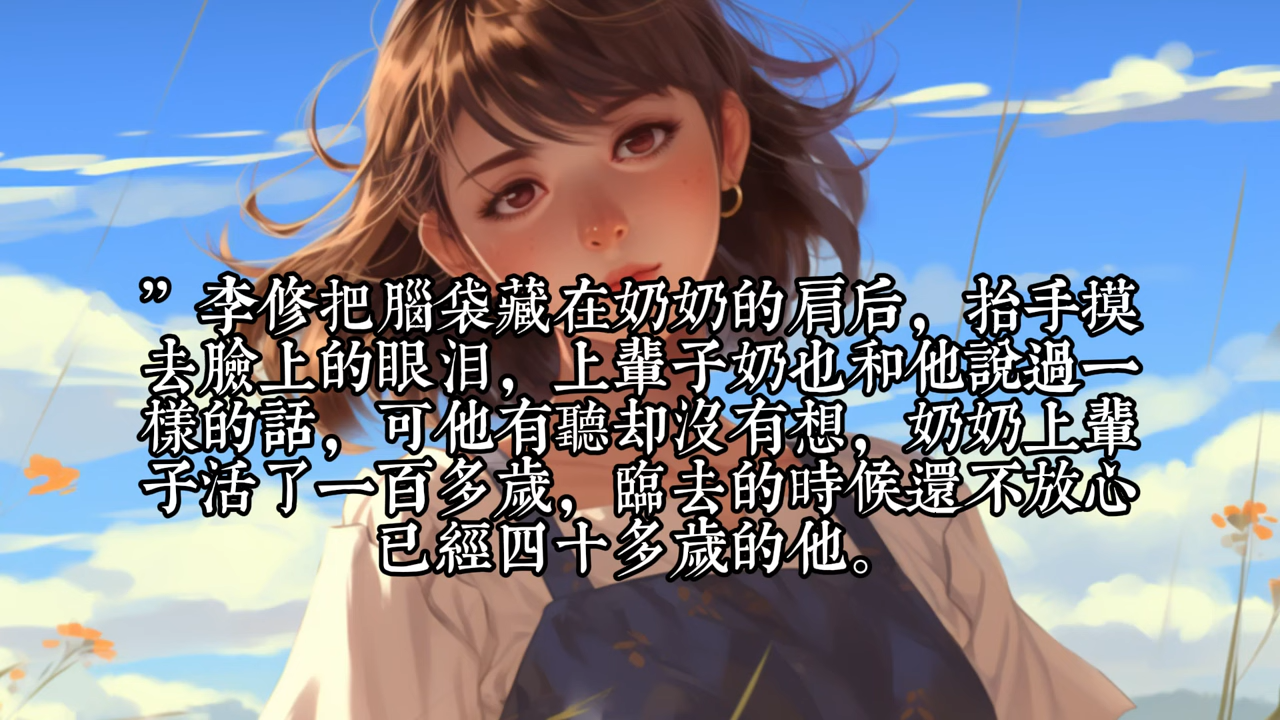 ”李修把腦袋藏在奶奶的肩后，抬手摸
去臉上的眼泪，上輩子奶也和他說過一
樣的話，可他有聽却沒有想，奶奶上輩
子活了一百多歲，臨去的時候還不放心
已經四十多歲的他。